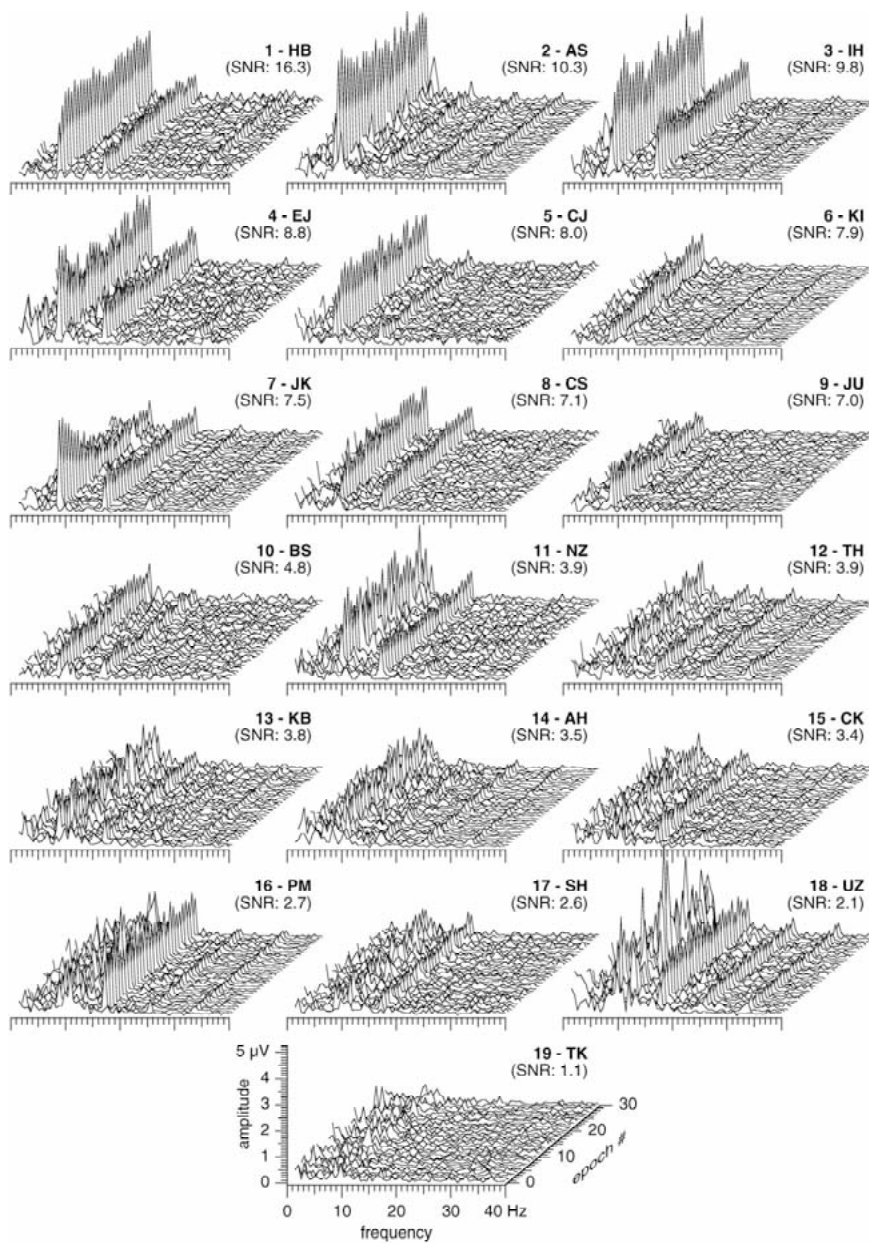 1 - HB
(SNR: 16.3)
2 - AS
(SNR: 10.3)
3 - IH
(SNR: 9.8)
4 - EJ
(SNR: 8.8)
5 - CJ
(SNR: 8.0)
6 - KI
(SNR: 7.9)
7 - JK
(SNR: 7.5)
8 - CS
(SNR: 7.1)
9 - JU
(SNR: 7.0)
10 - BS
(SNR: 4.8)
11 - NZ
(SNR: 3.9)
12 - TH
(SNR: 3.9)
13 - KB
(SNR: 3.8)
14 - AH
(SNR: 3.5)
15 - CK
(SNR: 3.4)
16 - PM
(SNR: 2.7)
17 - SH
(SNR: 2.6)
18 - UZ
(SNR: 2.1)
19 - TK
(SNR: 1.1)
5 µV
4
3
2
1
0
amplitude
0 10 20 30 40 Hz
frequency
0
10
20
30
epoch #